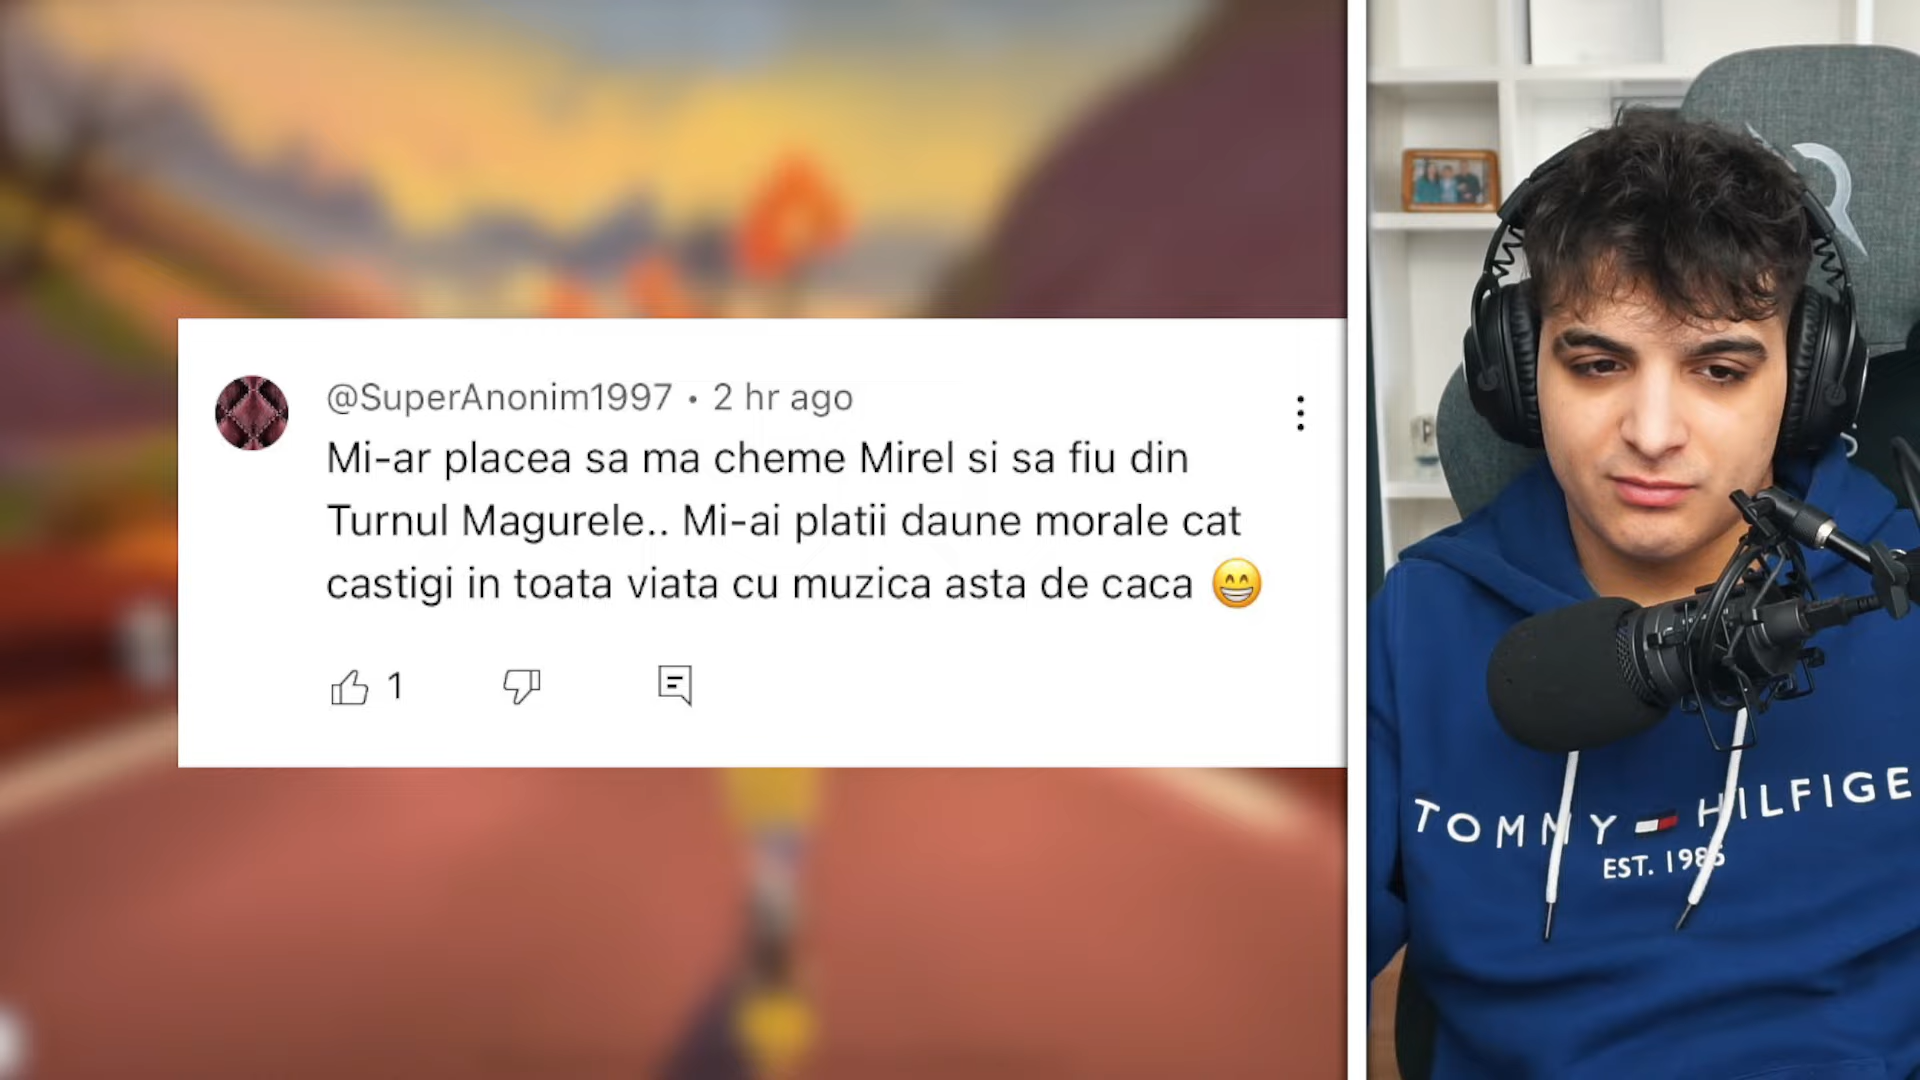 @SuperAnonim1997 • 2 hr ago
Mi-ar placea sa ma cheme Mirel si sa fiu din
Turnul Magurele.. Mi-ai platii daune morale cat
castigi in toata viata cu muzica asta de caca 😁
1
TOMMY HILFIGE
EST. 1985